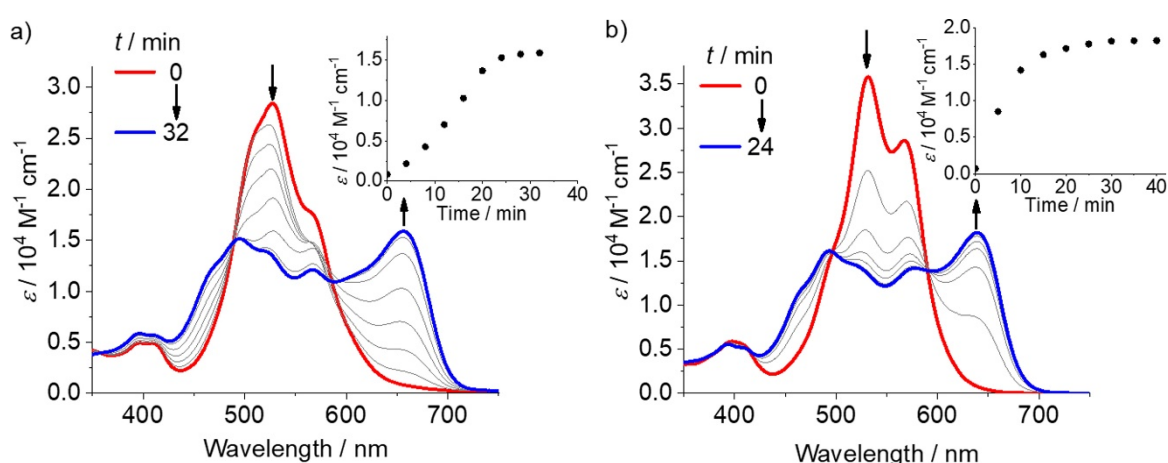 a)
t / min
0
32
ε / 10⁴ M⁻¹ cm⁻¹
3.0
2.5
2.0
1.5
1.0
0.5
0.0
400 500 600 700
Wavelength / nm
ε / 10⁴ M⁻¹ cm⁻¹
1.5
1.0
0.5
0.0
0 10 20 30 40
Time / min
b)
t / min
0
24
ε / 10⁴ M⁻¹ cm⁻¹
3.5
3.0
2.5
2.0
1.5
1.0
0.5
0.0
400 500 600 700
Wavelength / nm
ε / 10⁴ M⁻¹ cm⁻¹
2.0
1.5
1.0
0.5
0.0
0 10 20 30 40
Time / min